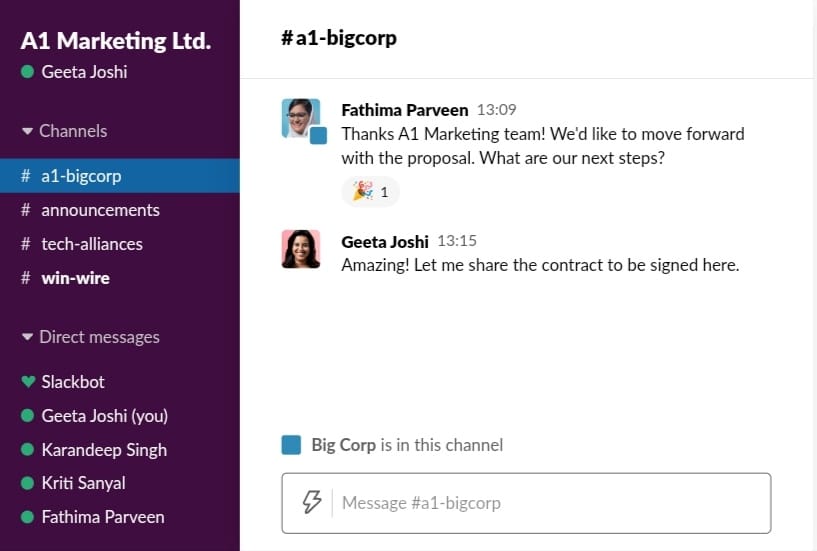 A1 Marketing Ltd.
Geeta Joshi
Channels
# a1-bigcorp
# announcements
# tech-alliances
# win-wire
Direct messages
Slackbot
Geeta Joshi (you)
Karandeep Singh
Kriti Sanyal
Fathima Parveen
#a1-bigcorp
Fathima Parveen 13:09
Thanks A1 Marketing team! We'd like to move forward
with the proposal. What are our next steps?
🎉 1
Geeta Joshi 13:15
Amazing! Let me share the contract to be signed here.
Big Corp is in this channel
Message #a1-bigcorp